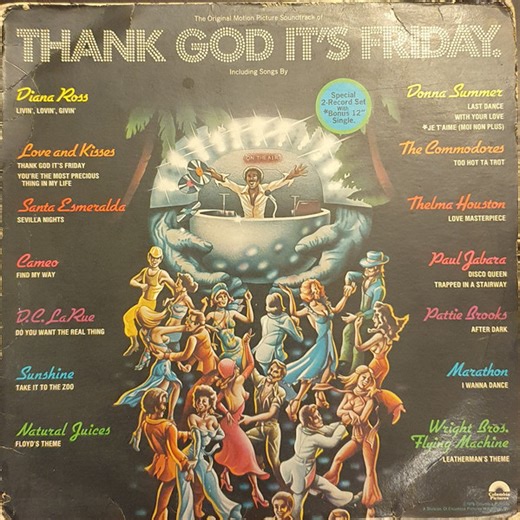 The Original Motion Picture Soundtrack of
THANK GOD IT'S FRIDAY.
Including Songs By
Special
2-Record Set
with
*Bonus 12"
Single.
Diana Ross
LIVIN', LOVIN', GIVIN'
Love and Kisses
THANK GOD IT'S FRIDAY
YOU'RE THE MOST PRECIOUS
THING IN MY LIFE
Santa Esmeralda
SEVILLA NIGHTS
Cameo
FIND MY WAY
D.C. LaRue
DO YOU WANT THE REAL THING
Sunshine
TAKE IT TO THE ZOO
Natural Juices
FLOYD'S THEME
ON THE AIR
Donna Summer
LAST DANCE
WITH YOUR LOVE
*JE T'AIME (MOI NON PLUS)
The Commodores
TOO HOT TA TROT
Thelma Houston
LOVE MASTERPIECE
Paul Jabara
DISCO QUEEN
TRAPPED IN A STAIRWAY
Pattie Brooks
AFTER DARK
Marathon
I WANNA DANCE
Wright Bros.
Flying Machine
LEATHERMAN'S THEME
Columbia
Pictures